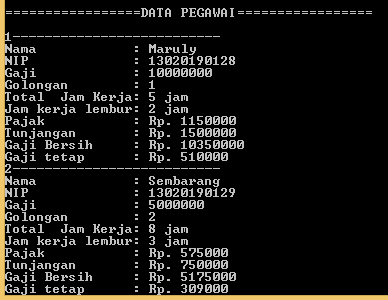 =================DATA PEGAWAI=================
1--------------------------
Nama : Maruly
NIP : 13020190128
Gaji : 10000000
Golongan : 1
Total Jam Kerja: 5 jam
Jam kerja lembur: 2 jam
Pajak : Rp. 1150000
Tunjangan : Rp. 1500000
Gaji Bersih : Rp. 10350000
Gaji tetap : Rp. 510000
2--------------------------
Nama : Sembarang
NIP : 13020190129
Gaji : 5000000
Golongan : 2
Total Jam Kerja: 8 jam
Jam kerja lembur: 3 jam
Pajak : Rp. 575000
Tunjangan : Rp. 750000
Gaji Bersih : Rp. 5175000
Gaji tetap : Rp. 309000